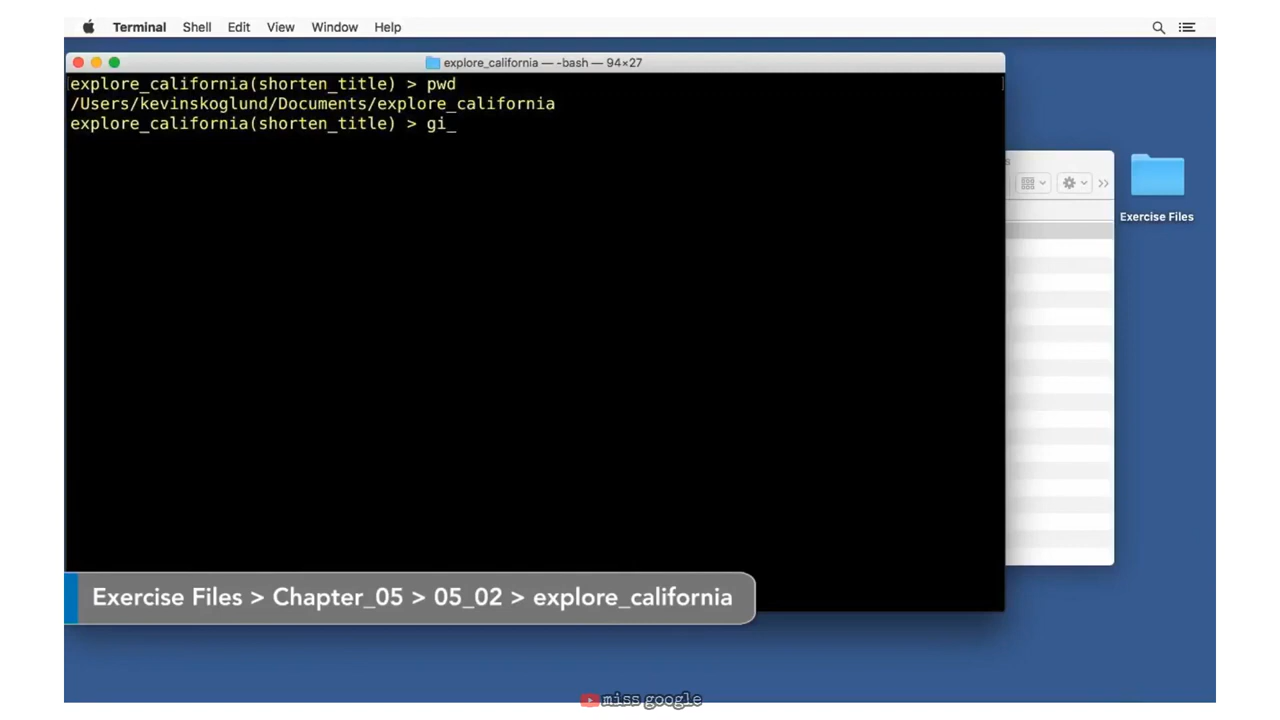 Terminal Shell Edit View Window Help
explore_california — -bash — 94×27
explore_california(shorten_title) > pwd
/Users/kevinskoglund/Documents/explore_california
explore_california(shorten_title) > gi_
Exercise Files
Exercise Files > Chapter_05 > 05_02 > explore_california
miss google